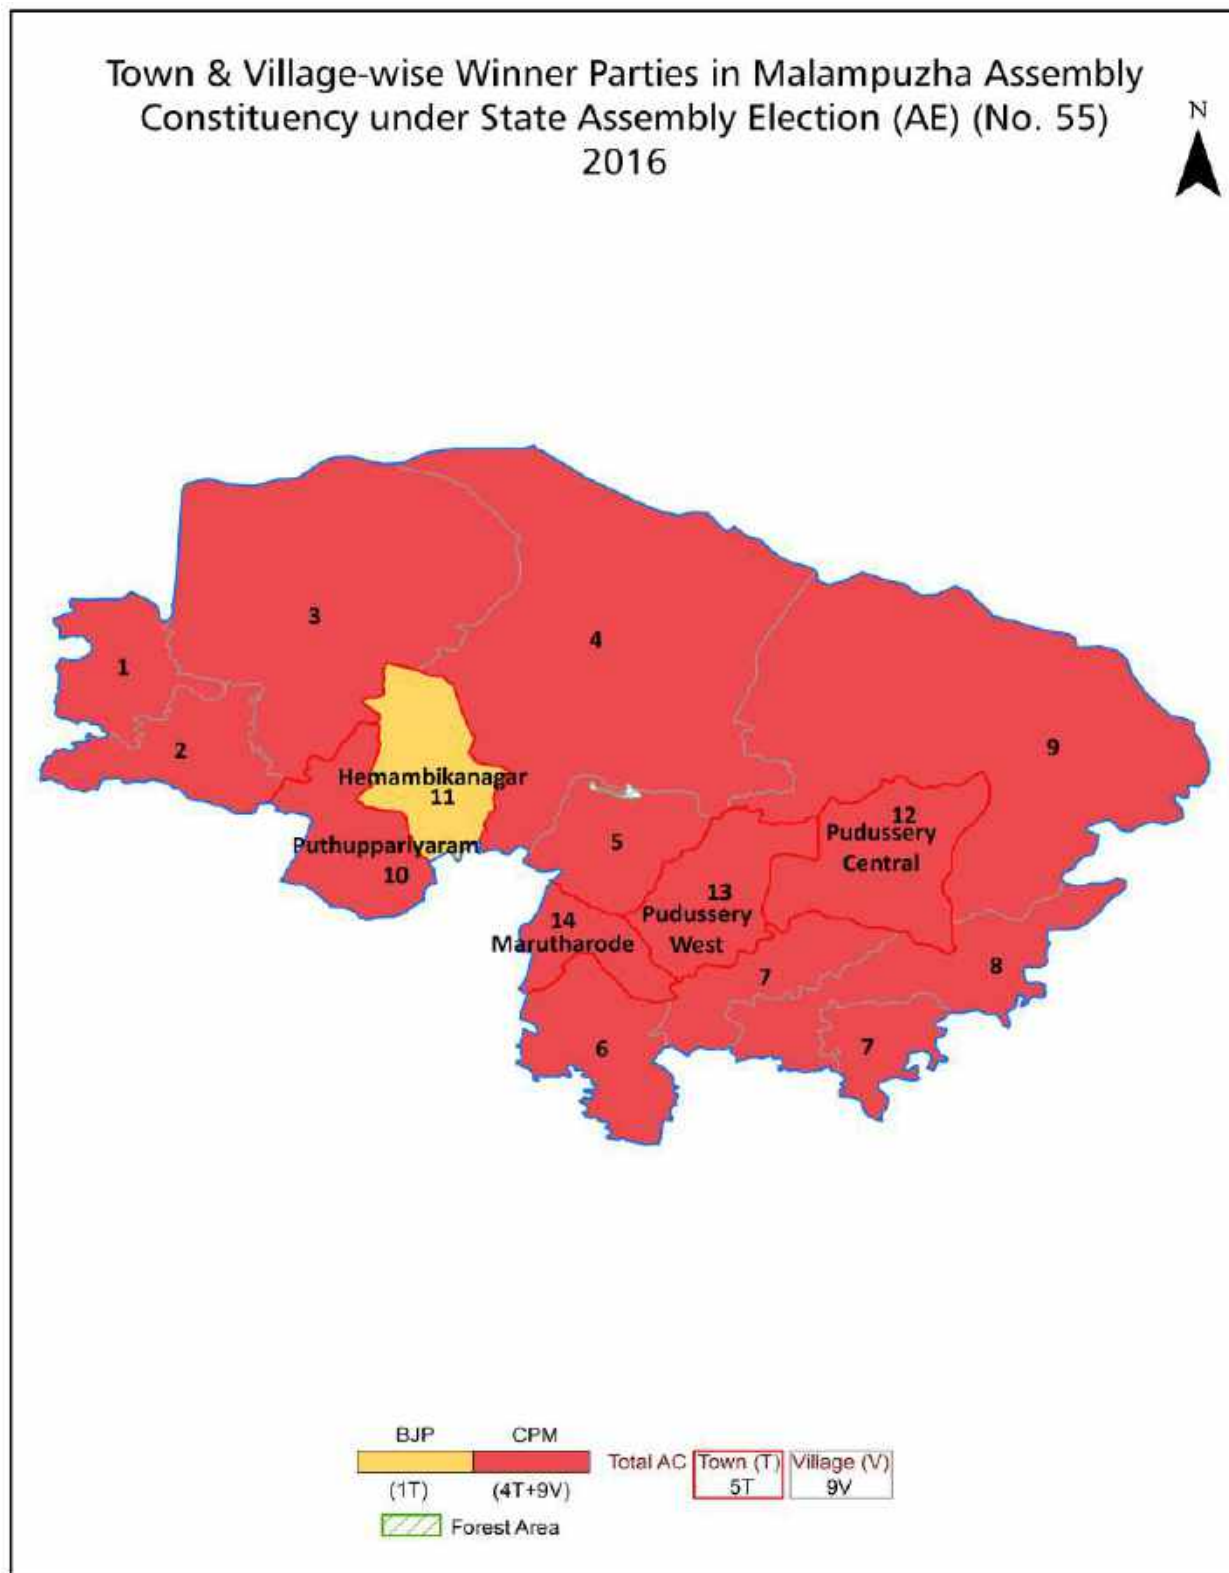 Town & Village-wise Winner Parties in Malampuzha Assembly
Constituency under State Assembly Election (AE) (No. 55)
2016
N
3
4
1
2
9
Hemambikanagar
11
12
Pudussery
Central
Puthuppariyaram
10
5
13
Pudussery
West
14
Marutharode
7
8
6
7
BJP CPM
Total AC Town (T) Village (V)
(1T) (4T+9V) 5T 9V
Forest Area